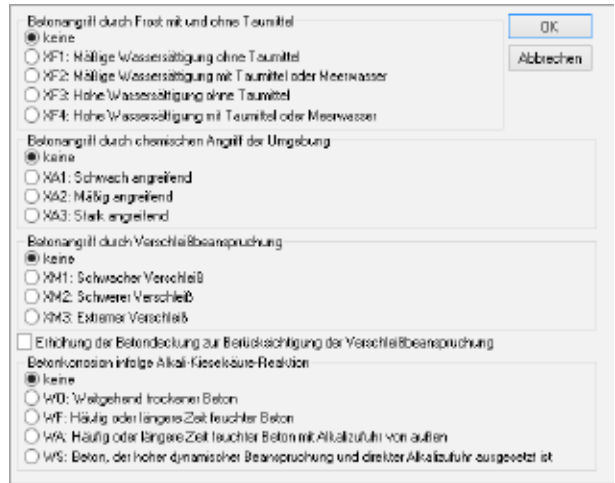 Betonangriff durch Frost mit und ohne Taumittel
OK
keine
Abbrechen
XF1: Mäßige Wassersättigung ohne Taumittel
XF2: Mäßige Wassersättigung mit Taumittel oder Meerwasser
XF3: Hohe Wassersättigung ohne Taumittel
XF4: Hohe Wassersättigung mit Taumittel oder Meerwasser
Betonangriff durch chemischen Angriff der Umgebung
keine
XA1: Schwach angreifend
XA2: Mäßig angreifend
XA3: Stark angreifend
Betonangriff durch Verschleißbeanspruchung
keine
XM1: Schwacher Verschleiß
XM2: Schwerer Verschleiß
XM3: Extremer Verschleiß
Erhöhung der Betondeckung zur Berücksichtigung der Verschleißbeanspruchung
Betonkorrosion infolge Alkali-Kieselsäure-Reaktion
keine
WO: Weitgehend trockener Beton
WF: Häufig oder längere Zeit feuchter Beton
WA: Häufig oder längere Zeit feuchter Beton mit Alkalizufuhr von außen
WS: Beton, der hoher dynamischer Beanspruchung und direkter Alkalizufuhr ausgesetzt ist